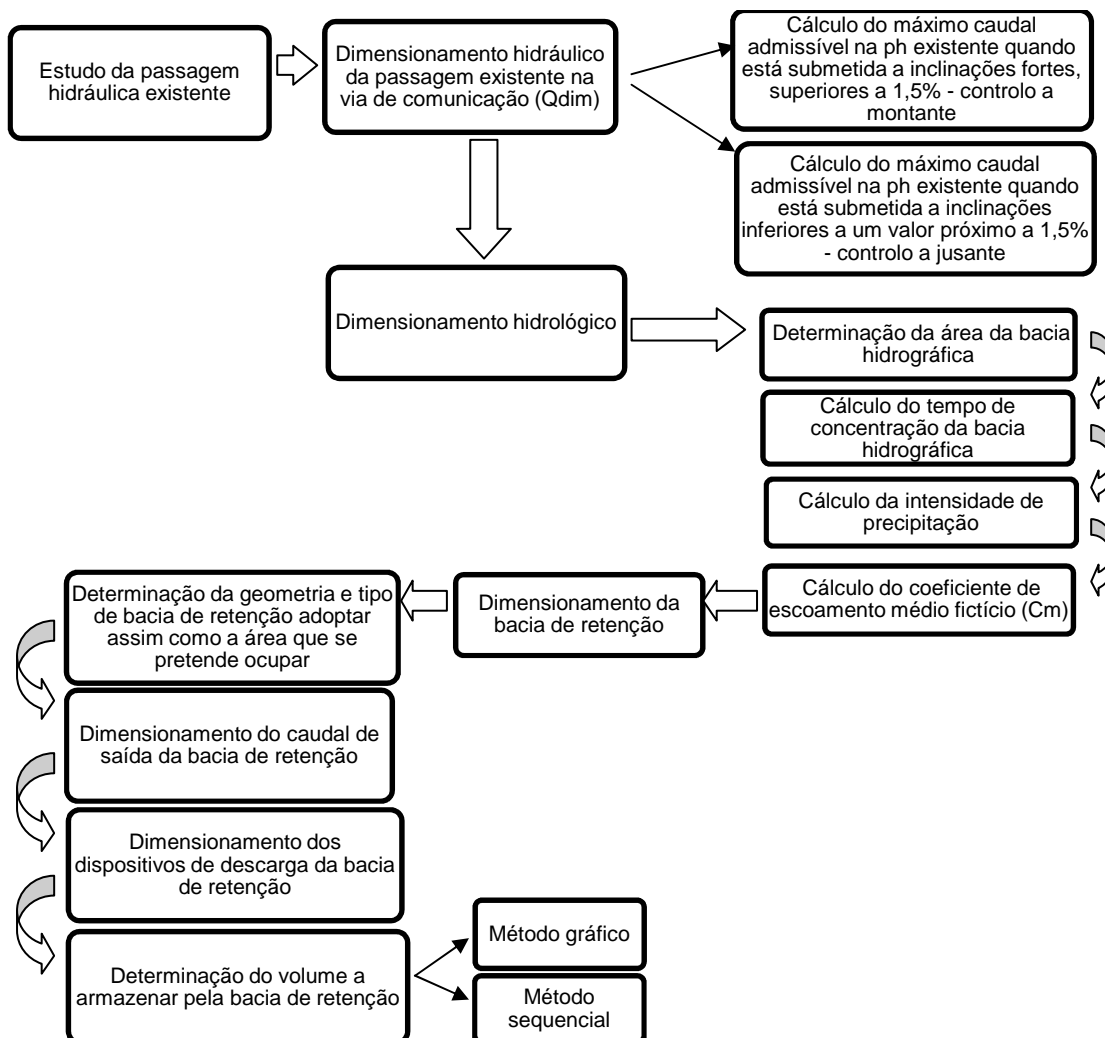 Estudo da passagem
hidráulica existente
Dimensionamento hidráulico
da passagem existente na
via de comunicação (Qdim)
Cálculo do máximo caudal
admissível na ph existente quando
está submetida a inclinações fortes,
superiores a 1,5% - controlo a
montante
Cálculo do máximo caudal
admissível na ph existente quando
está submetida a inclinações
inferiores a um valor próximo a 1,5%
- controlo a jusante
Dimensionamento hidrológico
Determinação da área da bacia
hidrográfica
Cálculo do tempo de
concentração da bacia
hidrográfica
Cálculo da intensidade de
precipitação
Cálculo do coeficiente de
escoamento médio fictício (Cm)
Dimensionamento da
bacia de retenção
Determinação da geometria e tipo
de bacia de retenção adoptar
assim como a área que se
pretende ocupar
Dimensionamento do caudal de
saída da bacia de retenção
Dimensionamento dos
dispositivos de descarga da bacia
de retenção
Determinação do volume a
armazenar pela bacia de retenção
Método gráfico
Método
sequencial